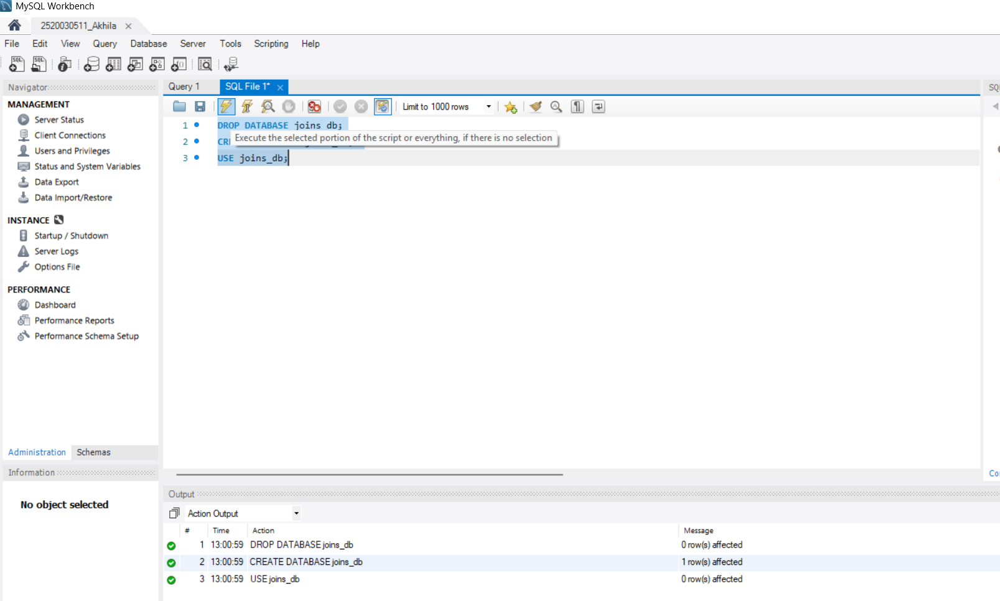 MySQL Workbench
2520030511_Akhila
File Edit View Query Database Server Tools Scripting Help
Navigator
MANAGEMENT
Server Status
Client Connections
Users and Privileges
Status and System Variables
Data Export
Data Import/Restore
INSTANCE
Startup / Shutdown
Server Logs
Options File
PERFORMANCE
Dashboard
Performance Reports
Performance Schema Setup
Administration Schemas
Information
No object selected
Query 1 SQL File 1*
Limit to 1000 rows
1 DROP DATABASE joins_db;
Execute the selected portion of the script or everything, if there is no selection
2
3 USE joins_db;
Output
Action Output
# Time Action Message
1 13:00:59 DROP DATABASE joins_db 0 row(s) affected
2 13:00:59 CREATE DATABASE joins_db 1 row(s) affected
3 13:00:59 USE joins_db 0 row(s) affected